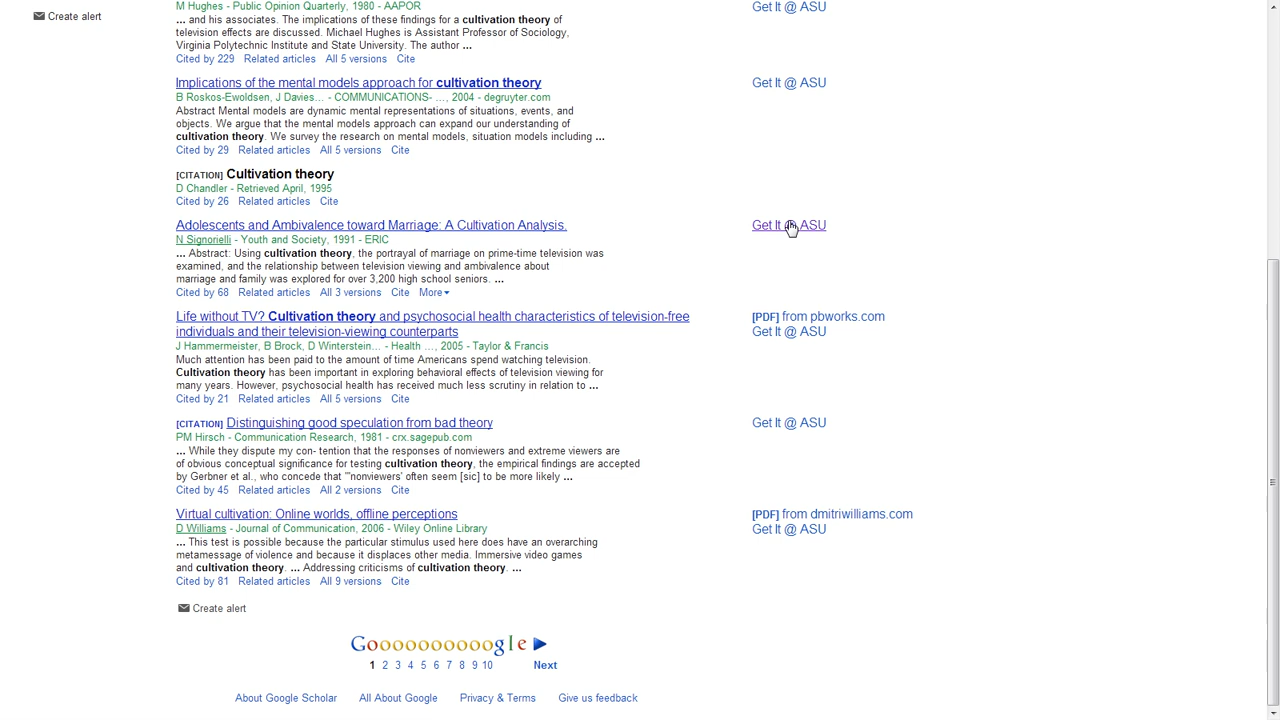 Create alert
M Hughes - Public Opinion Quarterly, 1980 - AAPOR
Get It @ ASU
... and his associates. The implications of these findings for a cultivation theory of
television effects are discussed. Michael Hughes is Assistant Professor of Sociology,
Virginia Polytechnic Institute and State University. The author ...
Cited by 229 Related articles All 5 versions Cite
Implications of the mental models approach for cultivation theory
Get It @ ASU
B Roskos-Ewoldsen, J Davies... - COMMUNICATIONS- ..., 2004 - degruyter.com
Abstract Mental models are dynamic mental representations of situations, events, and
objects. We argue that the mental models approach can expand our understanding of
cultivation theory. We survey the research on mental models, situation models including ...
Cited by 29 Related articles All 5 versions Cite
[CITATION] Cultivation theory
D Chandler - Retrieved April, 1995
Cited by 26 Related articles Cite
Adolescents and Ambivalence toward Marriage: A Cultivation Analysis.
Get It @ ASU
N Signorielli - Youth and Society, 1991 - ERIC
... Abstract: Using cultivation theory, the portrayal of marriage on prime-time television was
examined, and the relationship between television viewing and ambivalence about
marriage and family was explored for over 3,200 high school seniors. ...
Cited by 68 Related articles All 3 versions Cite More
Life without TV? Cultivation theory and psychosocial health characteristics of television-free
individuals and their television-viewing counterparts
[PDF] from pbworks.com
Get It @ ASU
J Hammermeister, B Brock, D Winterstein... - Health ..., 2005 - Taylor & Francis
Much attention has been paid to the amount of time Americans spend watching television.
Cultivation theory has been important in exploring behavioral effects of television viewing for
many years. However, psychosocial health has received much less scrutiny in relation to ...
Cited by 21 Related articles All 5 versions Cite
[CITATION] Distinguishing good speculation from bad theory
Get It @ ASU
PM Hirsch - Communication Research, 1981 - crx.sagepub.com
... While they dispute my con- tention that the responses of nonviewers and extreme viewers are
of obvious conceptual significance for testing cultivation theory, the empirical findings are accepted
by Gerbner et al., who concede that "'nonviewers' often seem [sic] to be more likely ...
Cited by 45 Related articles All 2 versions Cite
Virtual cultivation: Online worlds, offline perceptions
[PDF] from dmitriwilliams.com
Get It @ ASU
D Williams - Journal of Communication, 2006 - Wiley Online Library
... This test is possible because the particular stimulus used here does have an overarching
metamessage of violence and because it displaces other media. Immersive video games
and cultivation theory. ... Addressing criticisms of cultivation theory. ...
Cited by 81 Related articles All 9 versions Cite
Create alert
Goooooooooogle
1 2 3 4 5 6 7 8 9 10 Next
About Google Scholar All About Google Privacy & Terms Give us feedback